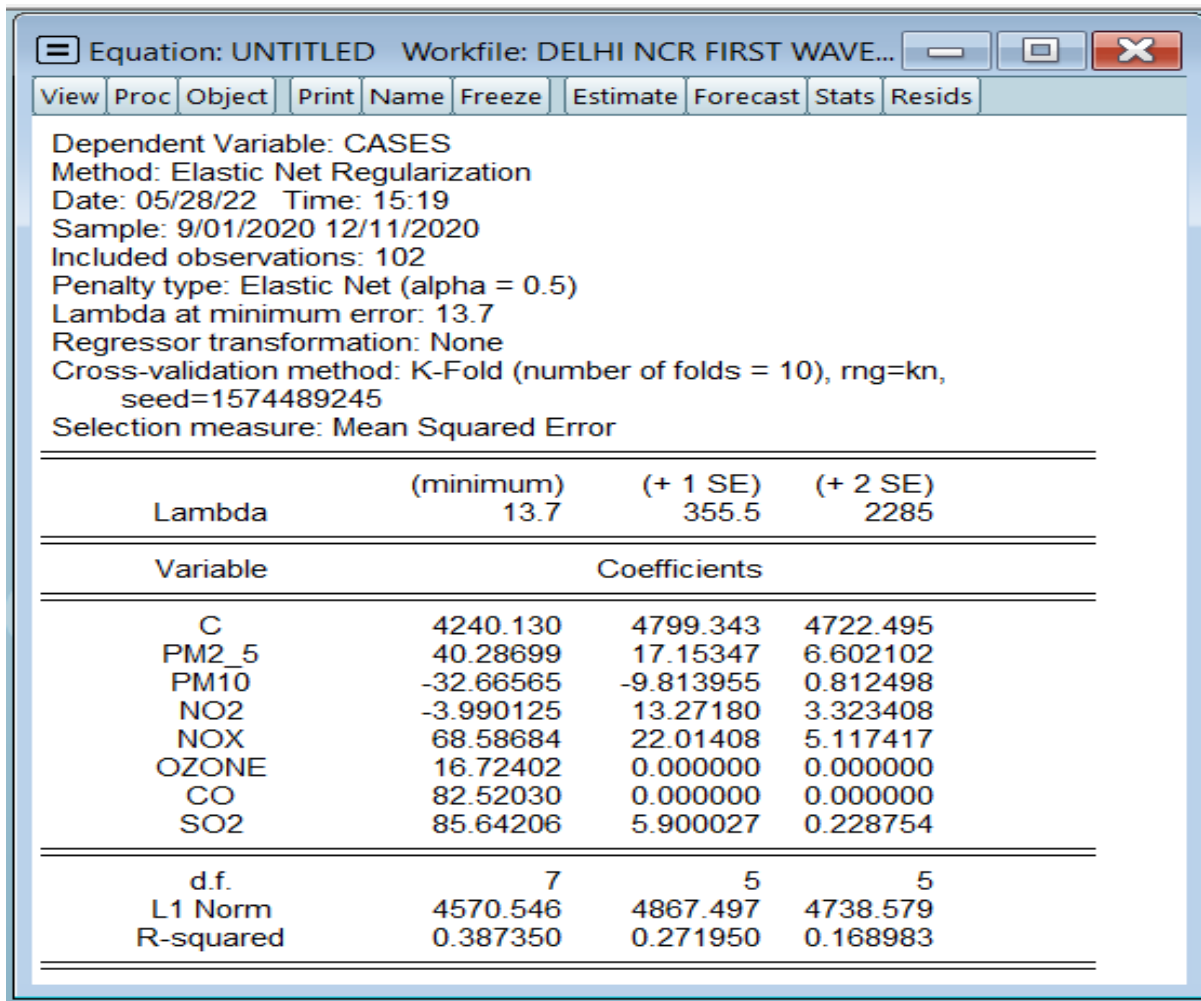 Equation: UNTITLED Workfile: DELHI NCR FIRST WAVE...
View Proc Object Print Name Freeze Estimate Forecast Stats Resids
Dependent Variable: CASES
Method: Elastic Net Regularization
Date: 05/28/22 Time: 15:19
Sample: 9/01/2020 12/11/2020
Included observations: 102
Penalty type: Elastic Net (alpha = 0.5)
Lambda at minimum error: 13.7
Regressor transformation: None
Cross-validation method: K-Fold (number of folds = 10), rng=kn,
seed=1574489245
Selection measure: Mean Squared Error
(minimum) (+ 1 SE) (+ 2 SE)
Lambda 13.7 355.5 2285
Variable Coefficients
C 4240.130 4799.343 4722.495
PM2_5 40.28699 17.15347 6.602102
PM10 -32.66565 -9.813955 0.812498
NO2 -3.990125 13.27180 3.323408
NOX 68.58684 22.01408 5.117417
OZONE 16.72402 0.000000 0.000000
CO 82.52030 0.000000 0.000000
SO2 85.64206 5.900027 0.228754
d.f. 7 5 5
L1 Norm 4570.546 4867.497 4738.579
R-squared 0.387350 0.271950 0.168983